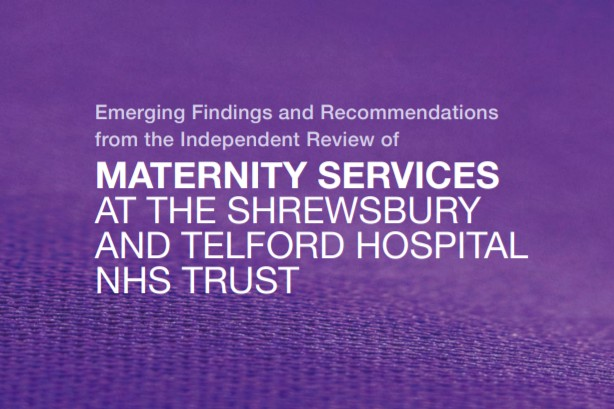 Emerging Findings and Recommendations
from the Independent Review of
MATERNITY SERVICES
AT THE SHREWSBURY
AND TELFORD HOSPITAL
NHS TRUST